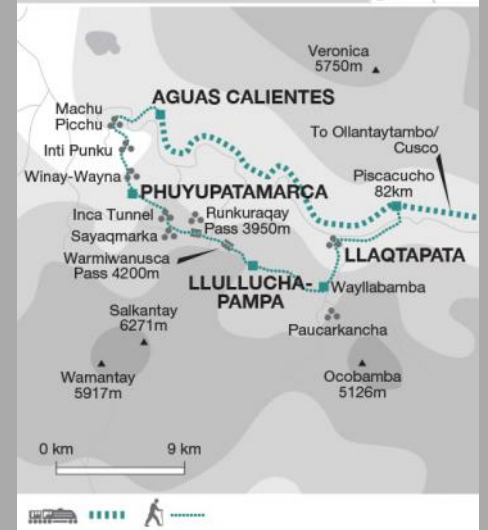 Veronica
5750m
AGUAS CALIENTES
Machu
Picchu
To Ollantaytambo/
Cusco
Inti Punku
Piscacucho
82km
Winay-Wayna
PHUYUPATAMARCA
Inca Tunnel
Runkuraqay
Pass 3950m
Sayaqmarka
LLAQTAPATA
Warmiwanusca
Pass 4200m
LLULLUCHA-
PAMPA
Wayllabamba
Salkantay
6271m
Paucarkancha
Wamantay
5917m
Ocobamba
5126m
0 km
9 km